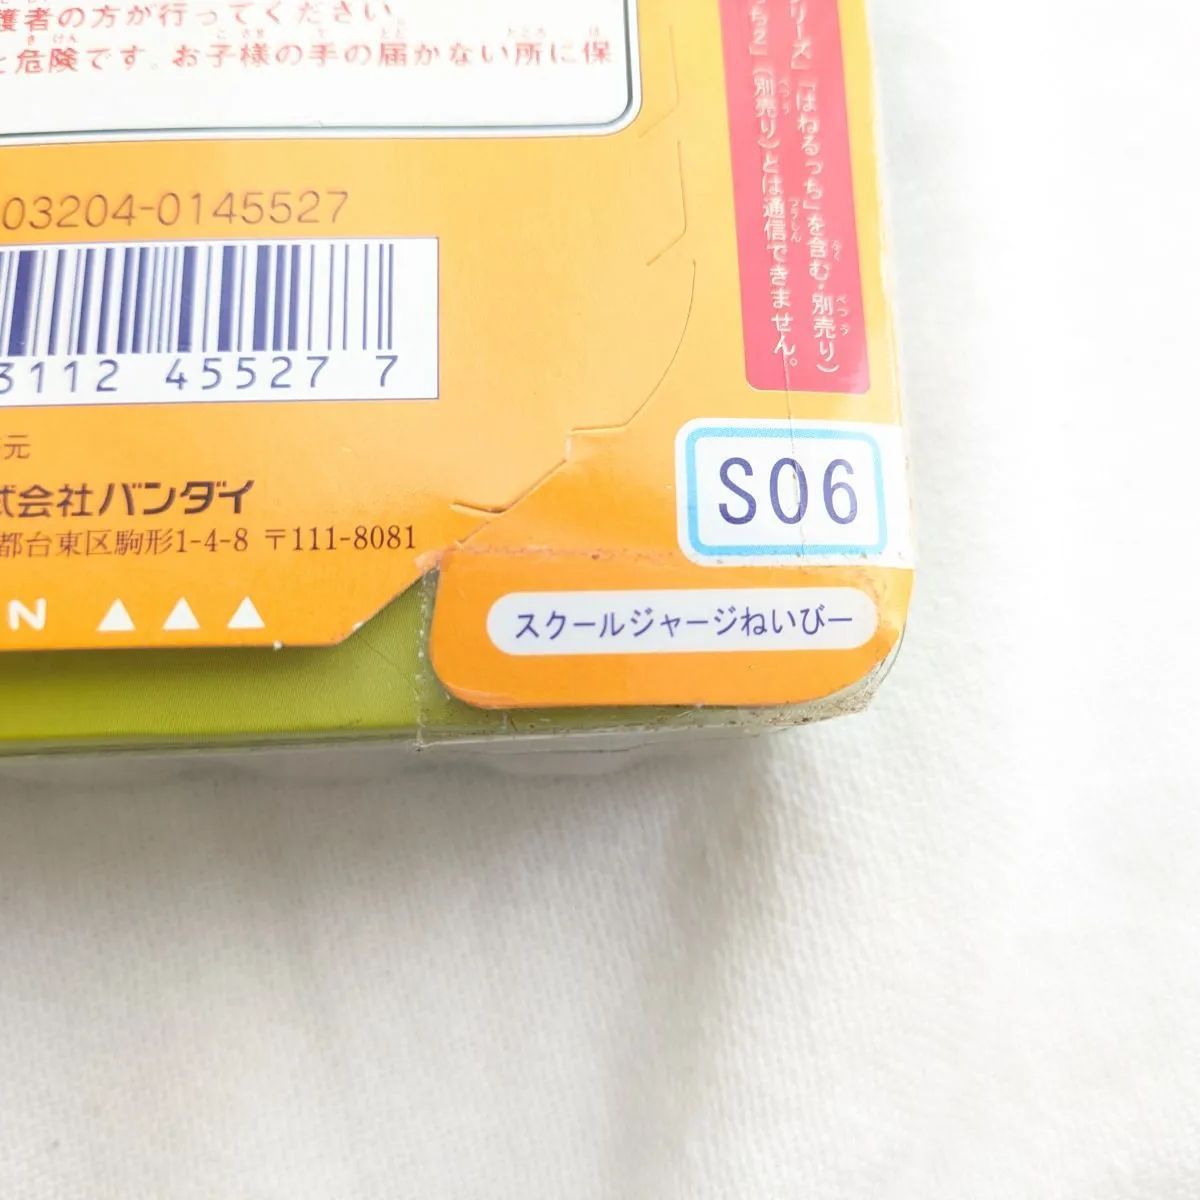 護者の方が行ってください。
と危険です。お子様の手の届かない所に保
リーズ」「はねるっち」を含む・別売り)
っち2」(別売り)とは通信できません。
03204-0145527
3112 45527 7
元
式会社バンダイ
都台東区駒形1-4-8 〒111-8081
N ▲▲▲
S06
スクールジャージねいびー